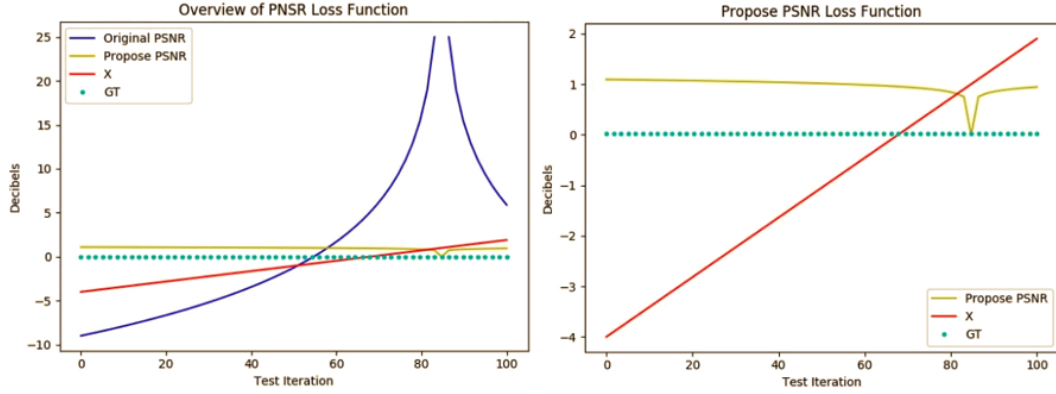 Overview of PNSR Loss Function
25
20
15
10
5
0
−5
−10
Decibels
Original PSNR
Propose PSNR
X
GT
0 20 40 60 80 100
Test Iteration
Propose PSNR Loss Function
2
1
0
−1
−2
−3
−4
Decibels
Propose PSNR
X
GT
0 20 40 60 80 100
Test Iteration